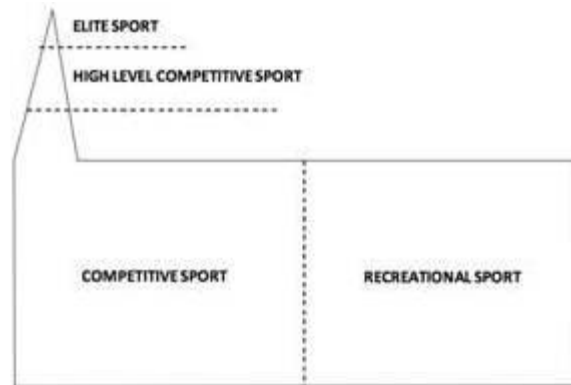 ELITE SPORT
HIGH LEVEL COMPETITIVE SPORT
COMPETITIVE SPORT
RECREATIONAL SPORT